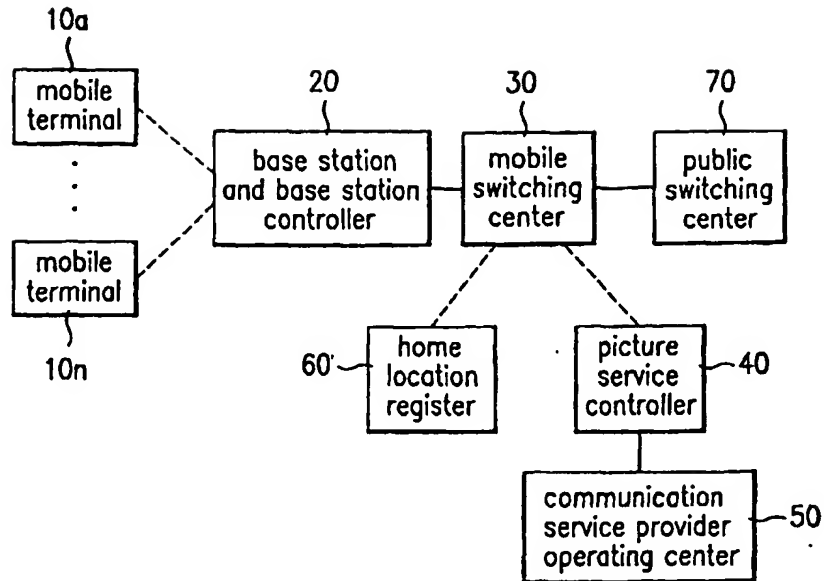 10a
mobile
terminal
20
base station
and base station
controller
30
mobile
switching
center
70
public
switching
center
mobile
terminal
10n
60
home
location
register
picture
service
controller
40
communication
service provider
operating center
50